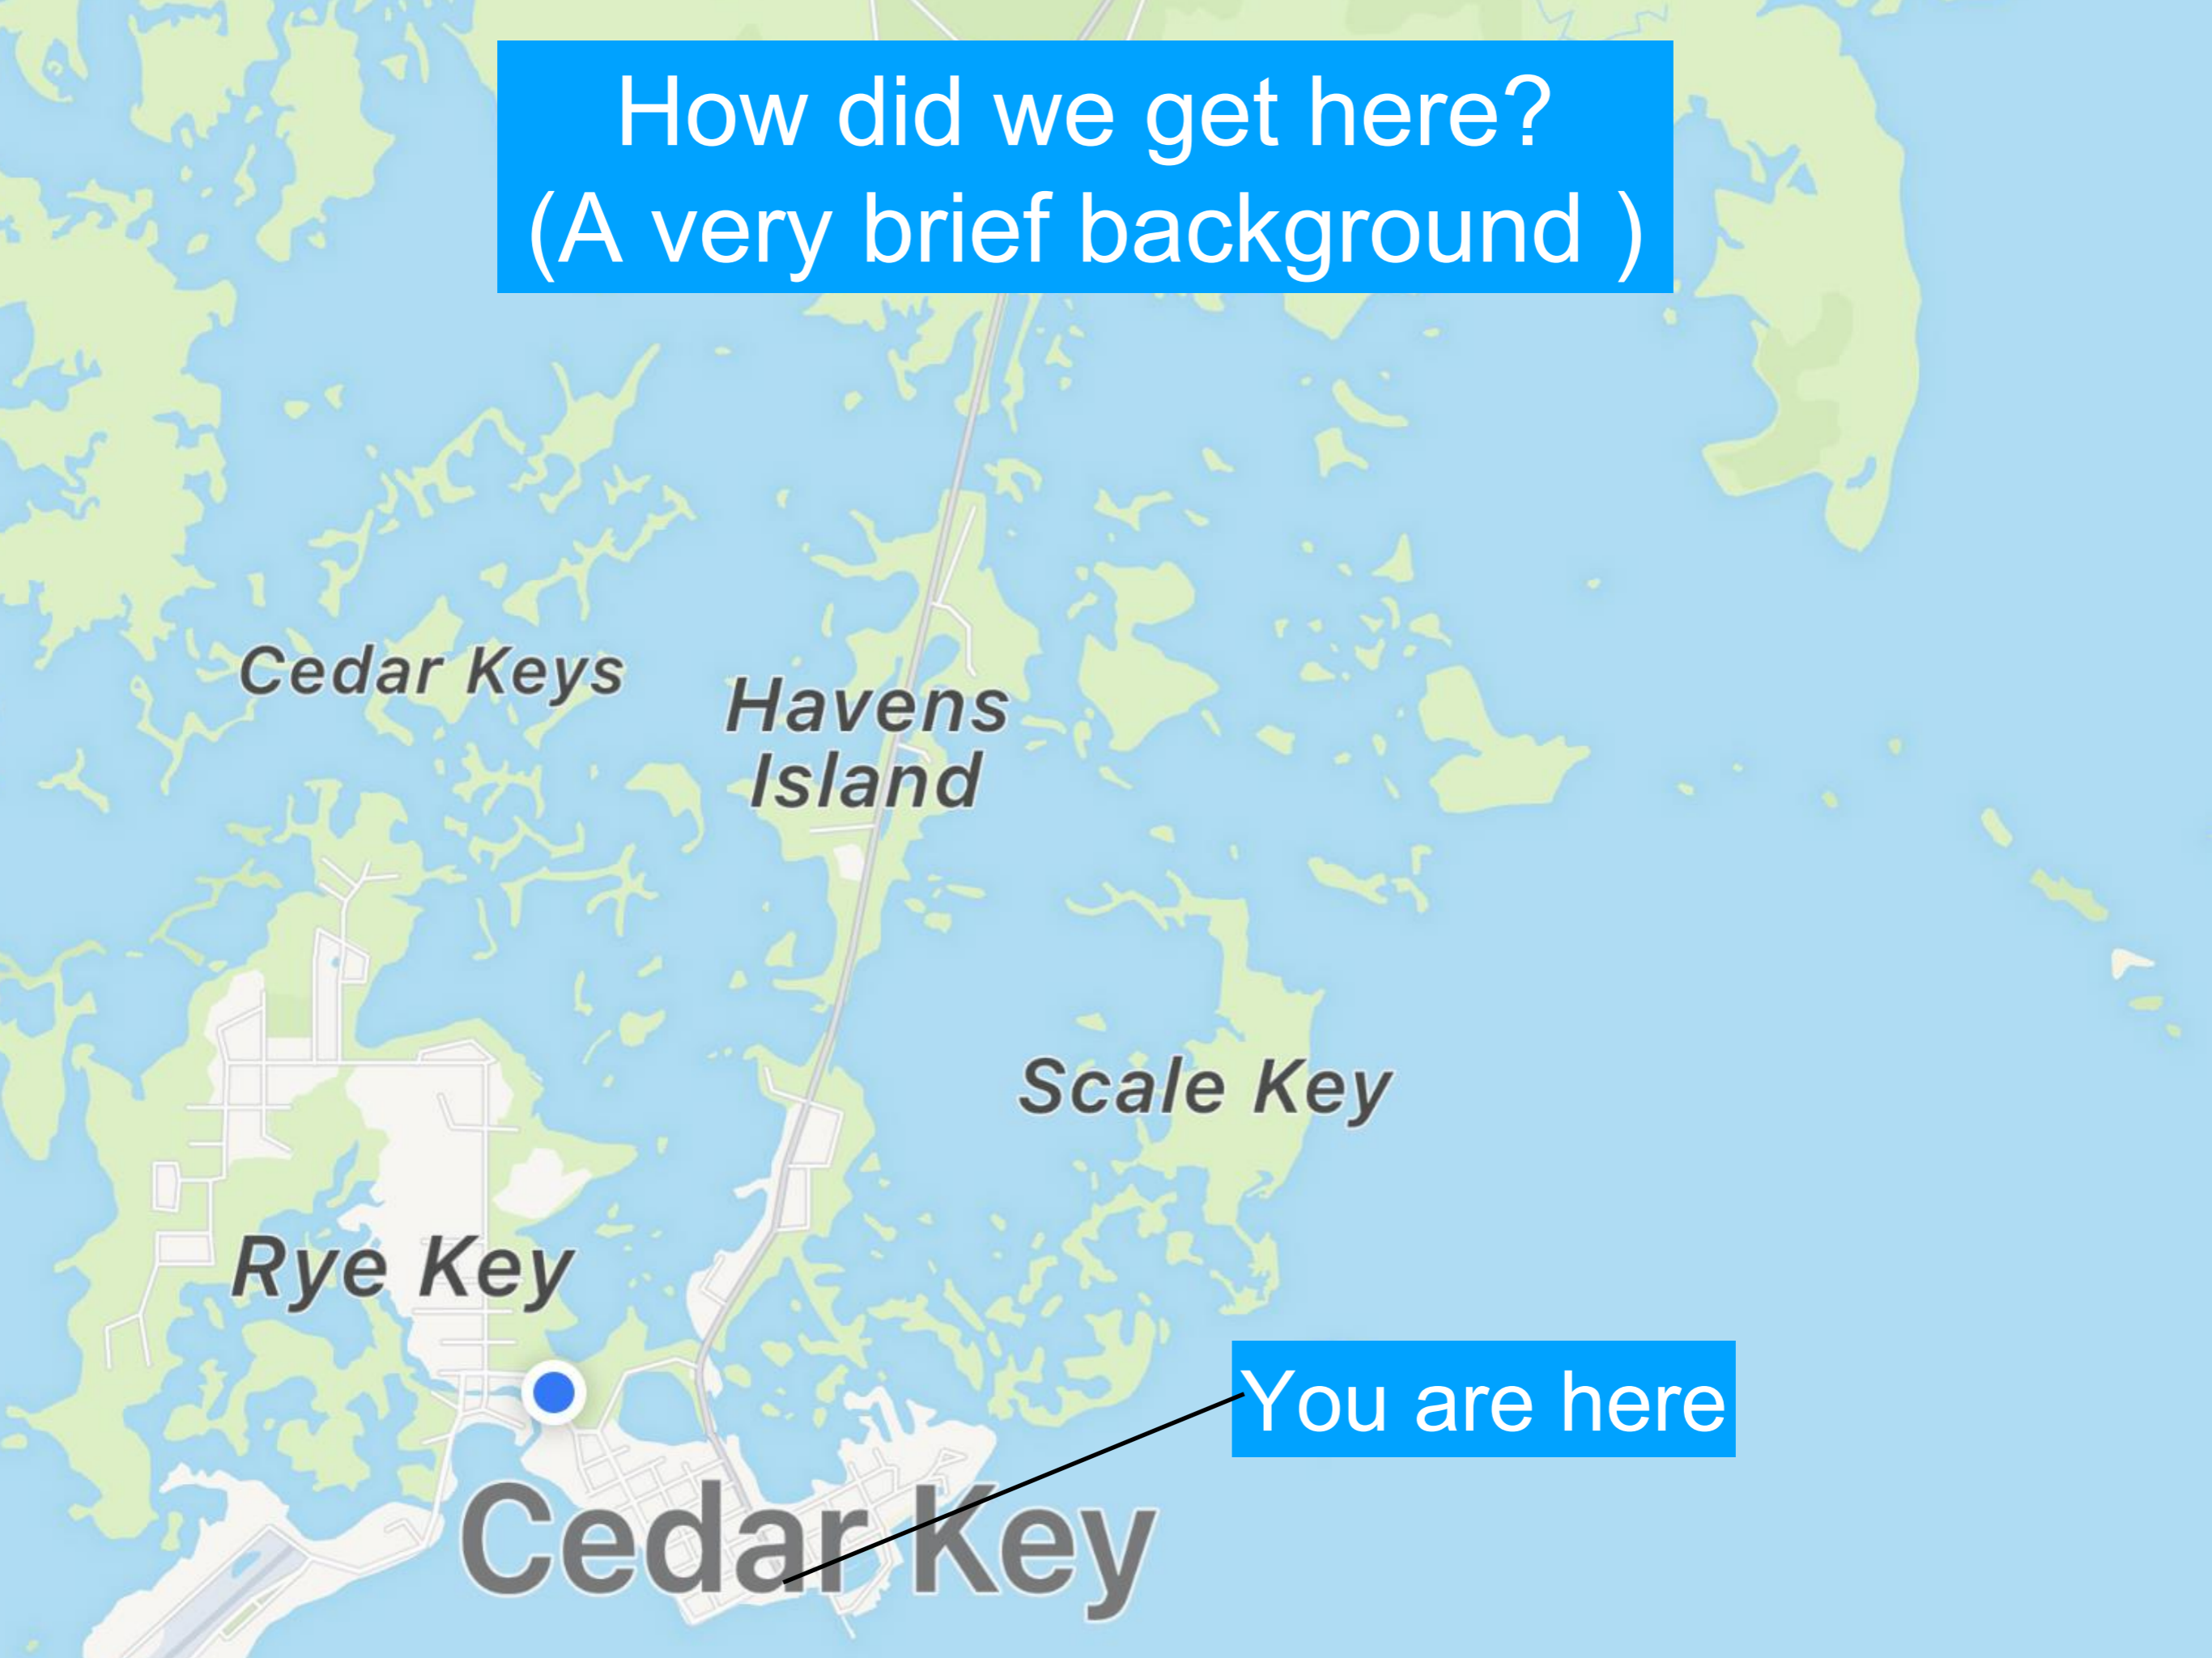 How did we get here?
(A very brief background )
Cedar Keys
Havens
Island
Scale Key
Rye Key
You are here
Cedar Key